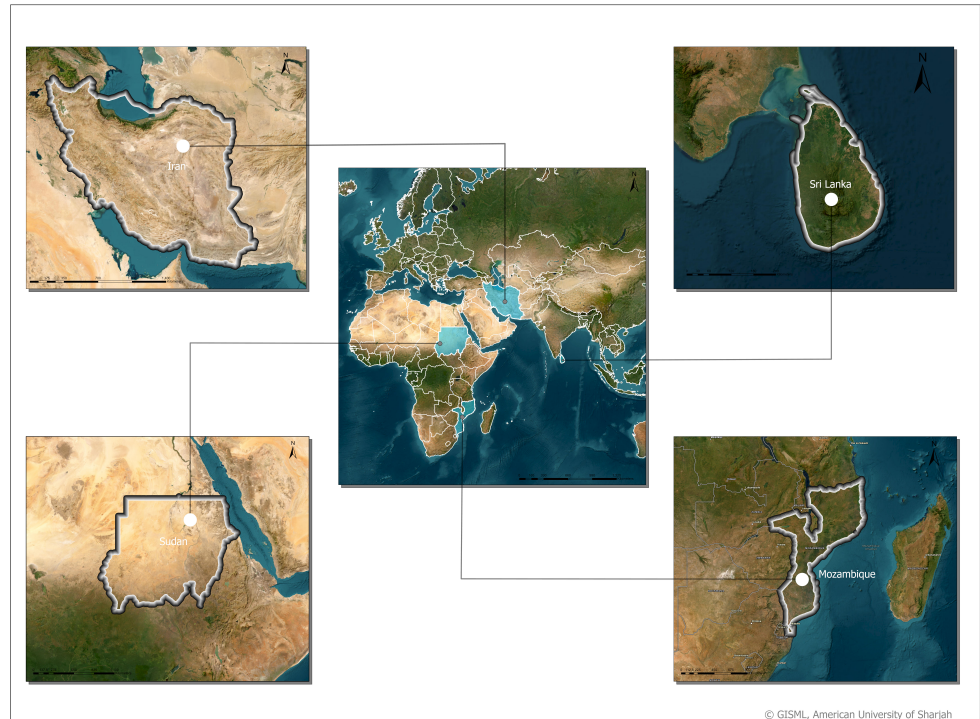 N
Iran
N
Sri Lanka
N
N
Sudan
N
Mozambique
© GISML, American University of Sharjah